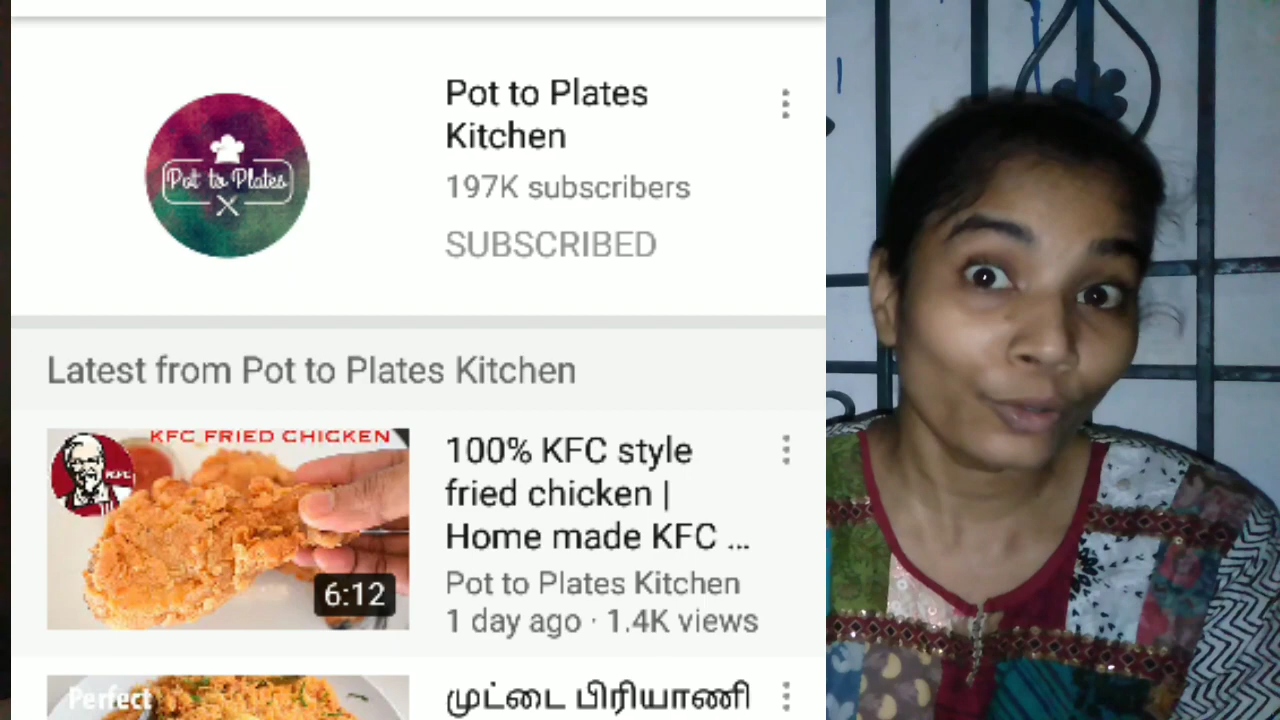 Pot to Plates
Kitchen
Pot to Plates
197K subscribers
SUBSCRIBED
Latest from Pot to Plates Kitchen
KFC FRIED CHICKEN
KFC
100% KFC style
fried chicken |
Home made KFC ...
6:12
Pot to Plates Kitchen
1 day ago · 1.4K views
Perfect
முட்டை பிரியாணி